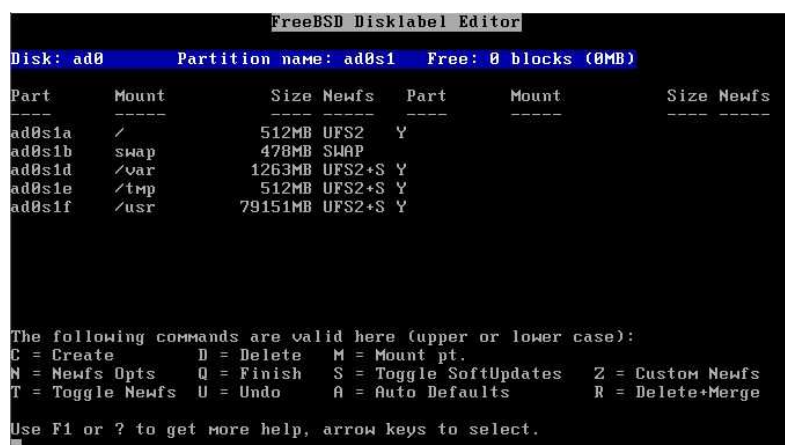 FreeBSD Disklabel Editor
Disk: ad0 Partition name: ad0s1 Free: 0 blocks (0MB)
Part Mount Size Newfs Part Mount Size Newfs
---- ----- ---- ----- ---- ----- ---- -----
ad0s1a / 512MB UFS2 Y
ad0s1b swap 478MB SWAP
ad0s1d /var 1263MB UFS2+S Y
ad0s1e /tmp 512MB UFS2+S Y
ad0s1f /usr 79151MB UFS2+S Y
The following commands are valid here (upper or lower case):
C = Create D = Delete M = Mount pt.
N = Newfs Opts Q = Finish S = Toggle SoftUpdates Z = Custom Newfs
T = Toggle Newfs U = Undo A = Auto Defaults R = Delete+Merge
Use F1 or ? to get more help, arrow keys to select.